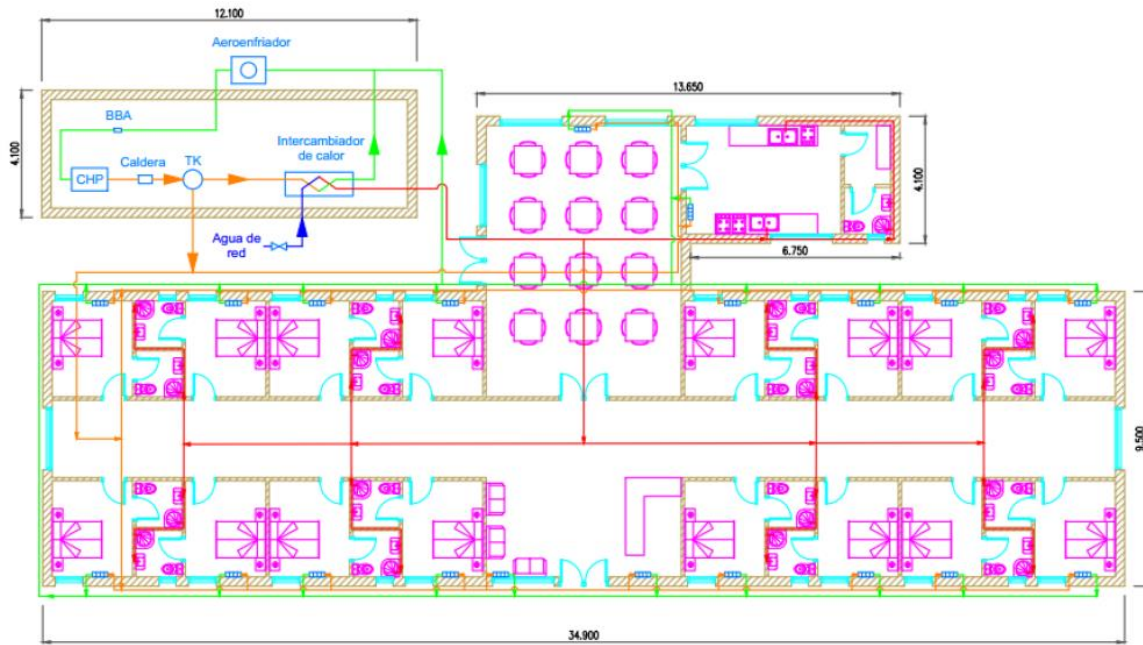 12.100
Aeroenfriador
13.650
BBA
Intercambiador
de calor
4.100
Caldera
TK
CHP
4.100
Agua de
red
6.750
9.500
34.900